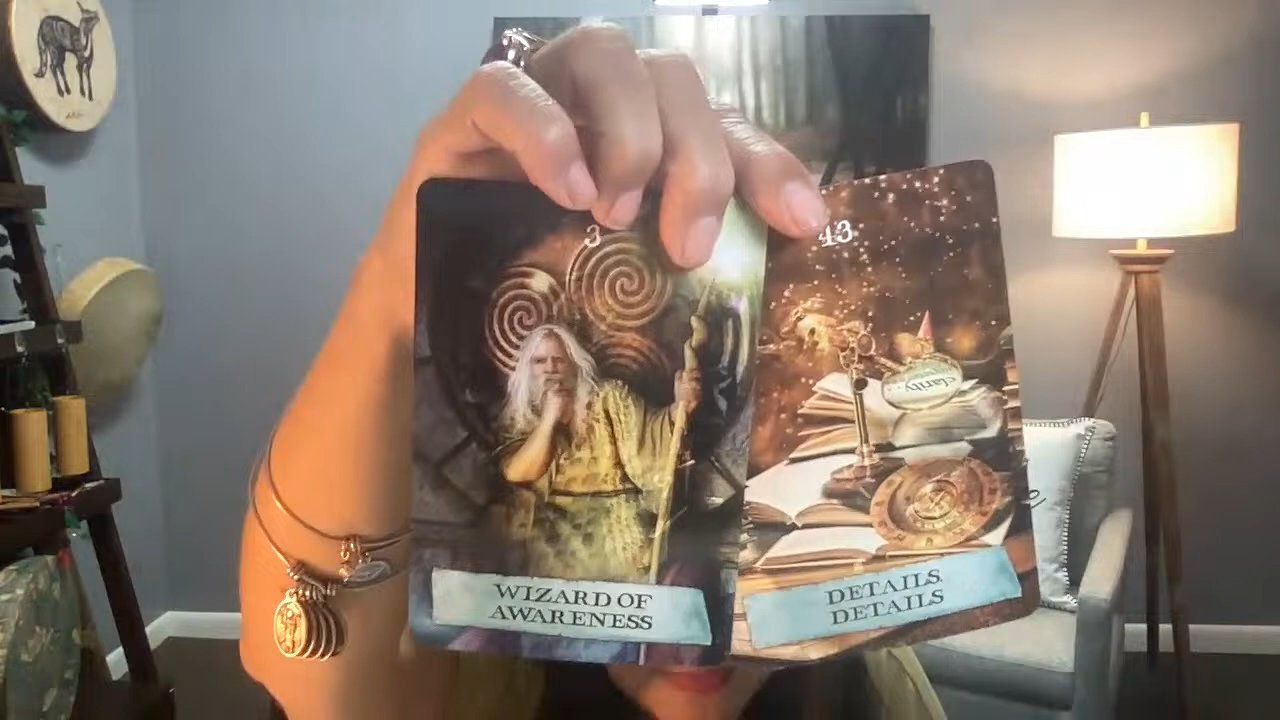 3
WIZARD OF
AWARENESS
43
clarity
DETAILS,
DETAILS